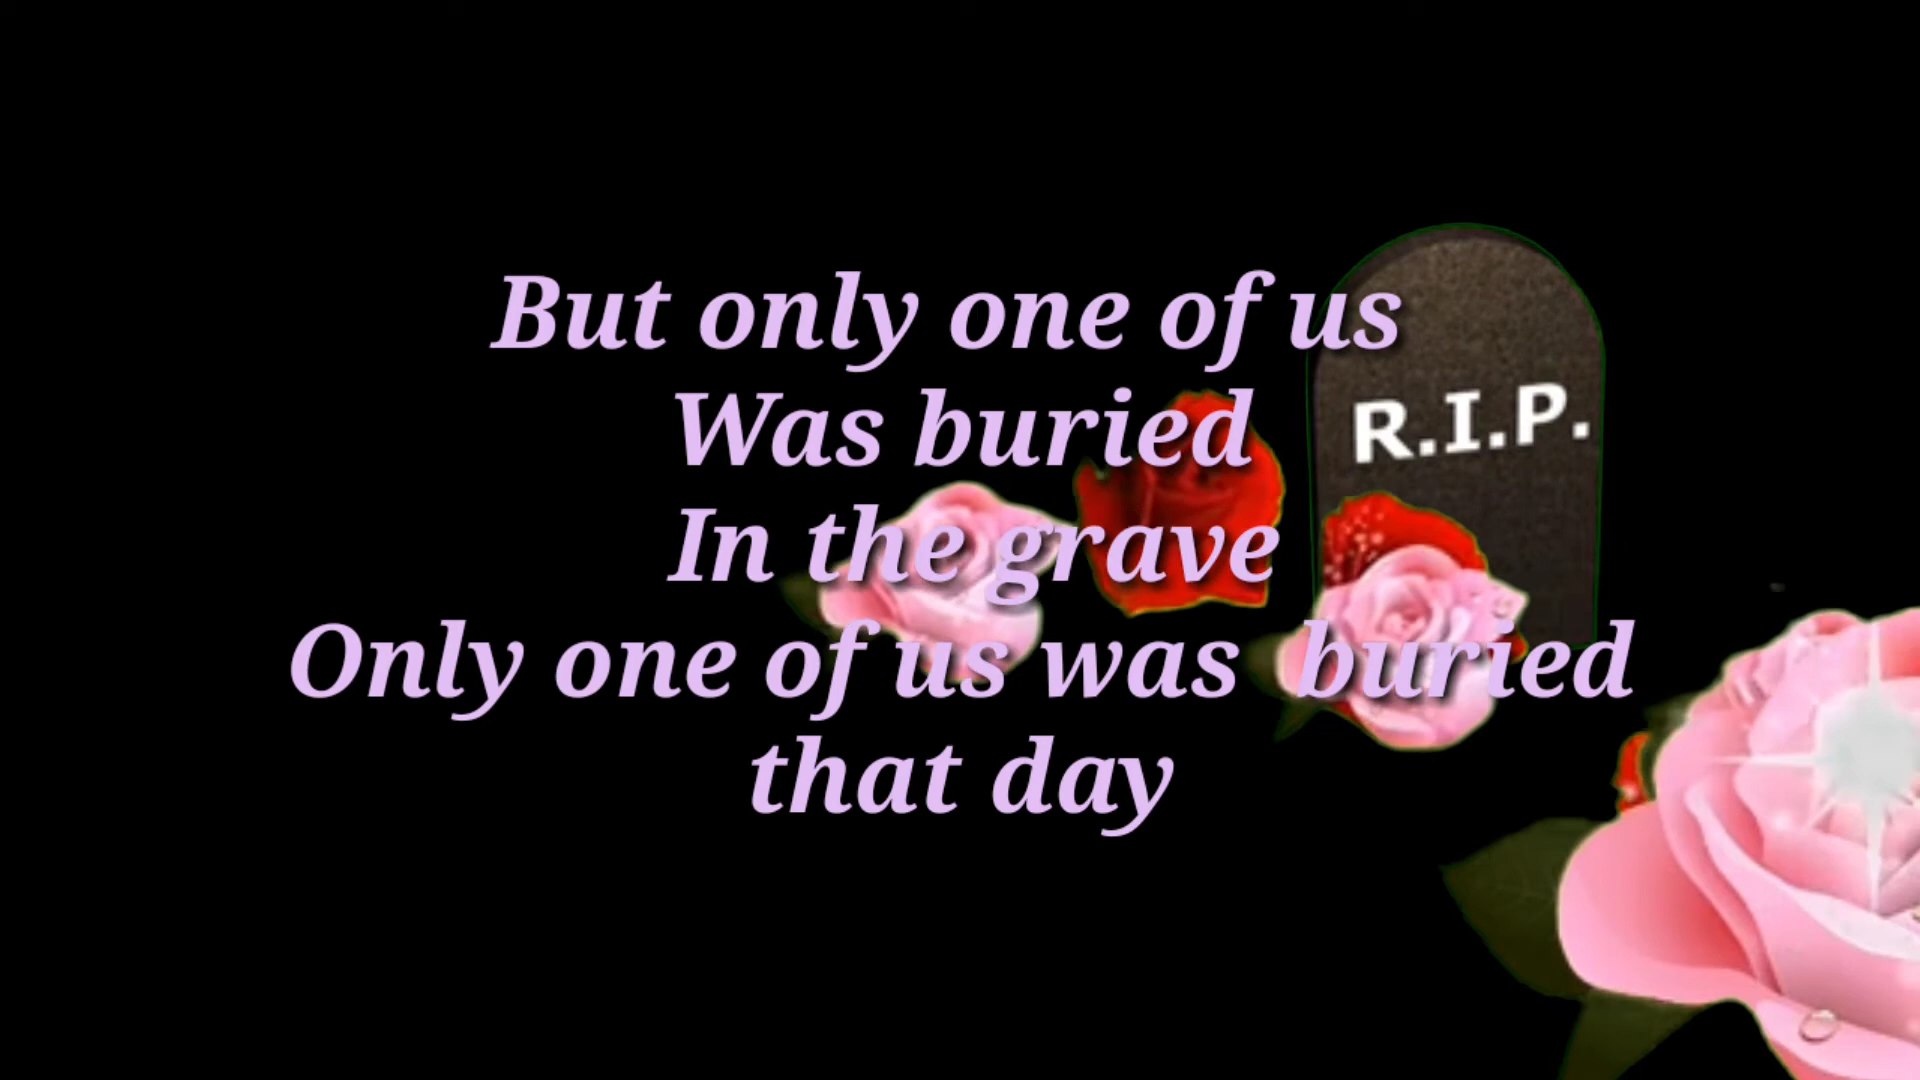 But only one of us
Was buried
R.I.P.
In the grave
Only one of us was  buried
that day